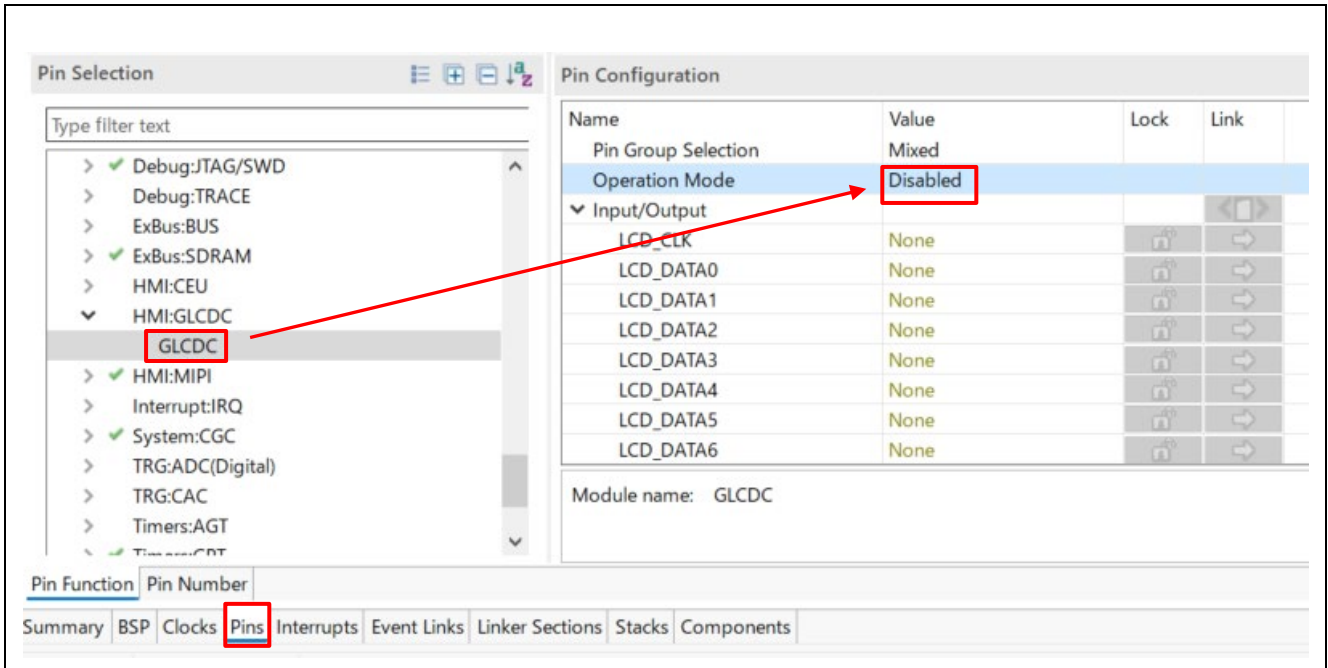 Pin Selection
Type filter text
Debug:JTAG/SWD
Debug:TRACE
ExBus:BUS
ExBus:SDRAM
HMI:CEU
HMI:GLCDC
GLCDC
HMI:MIPI
Interrupt:IRQ
System:CGC
TRG:ADC(Digital)
TRG:CAC
Timers:AGT
Timers:GPT
Pin Configuration
Name Value Lock Link
Pin Group Selection Mixed
Operation Mode Disabled
Input/Output
LCD_CLK None
LCD_DATA0 None
LCD_DATA1 None
LCD_DATA2 None
LCD_DATA3 None
LCD_DATA4 None
LCD_DATA5 None
LCD_DATA6 None
Module name: GLCDC
Pin Function Pin Number
Summary BSP Clocks Pins Interrupts Event Links Linker Sections Stacks Components